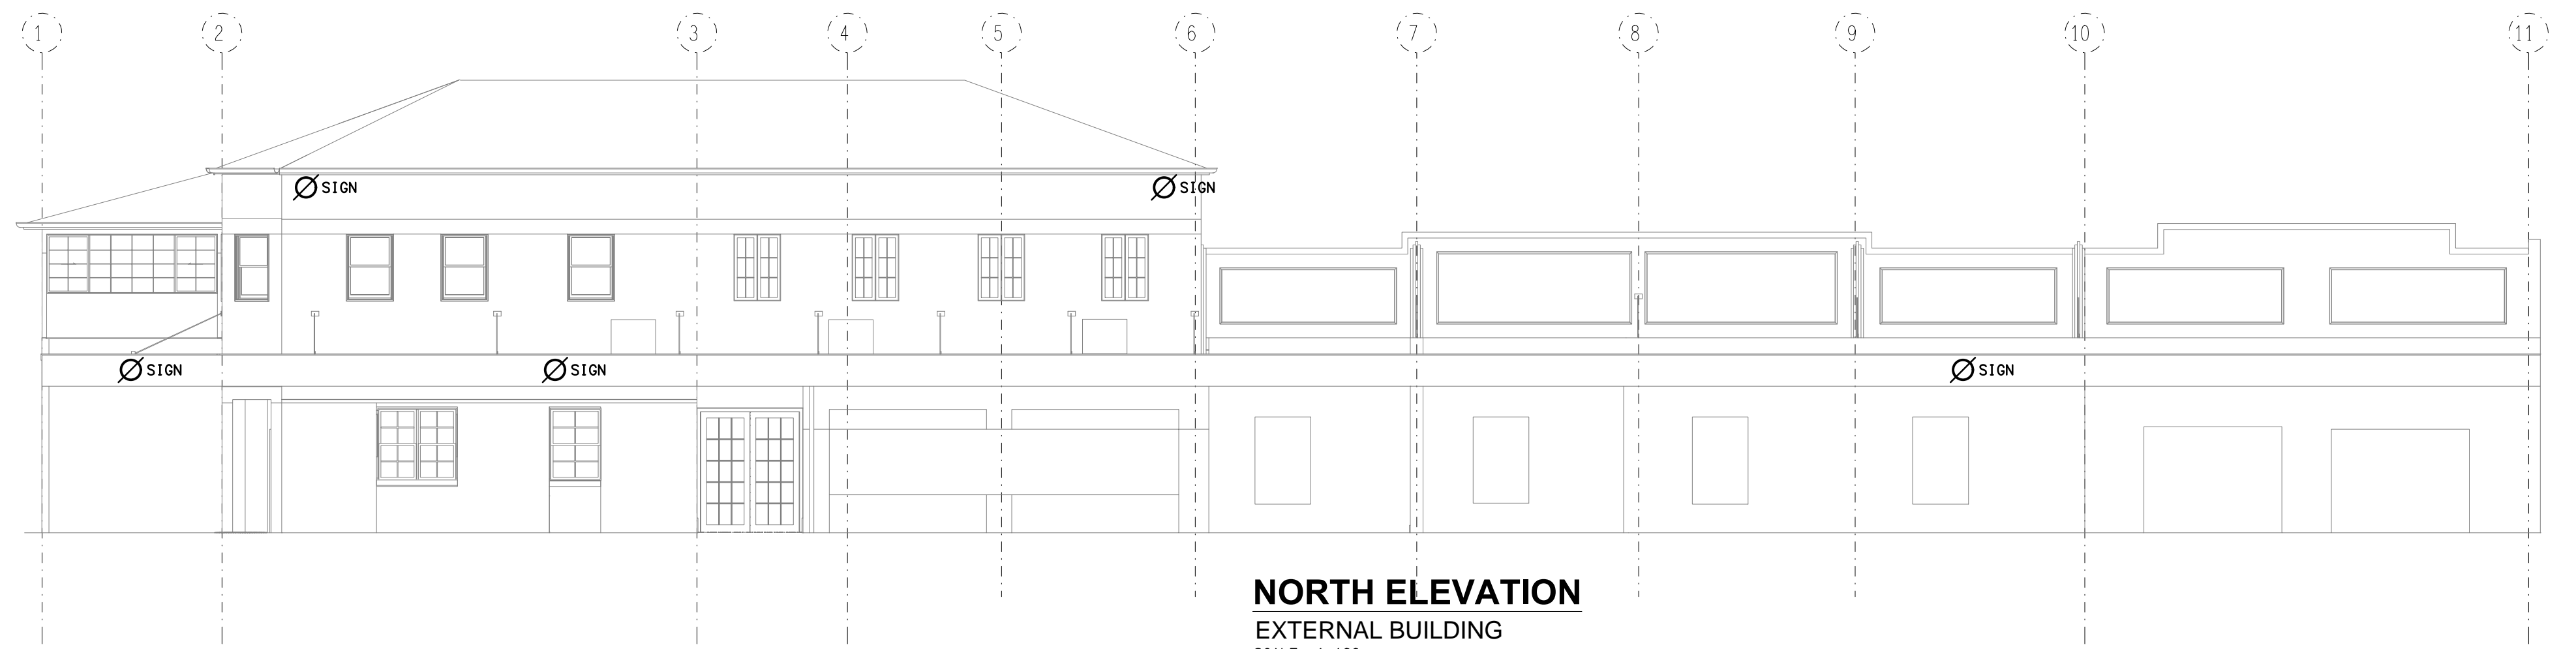 1 2 3 4 5 6 7 8 9 10 11
SIGN SIGN
SIGN SIGN SIGN
NORTH ELEVATION
EXTERNAL BUILDING